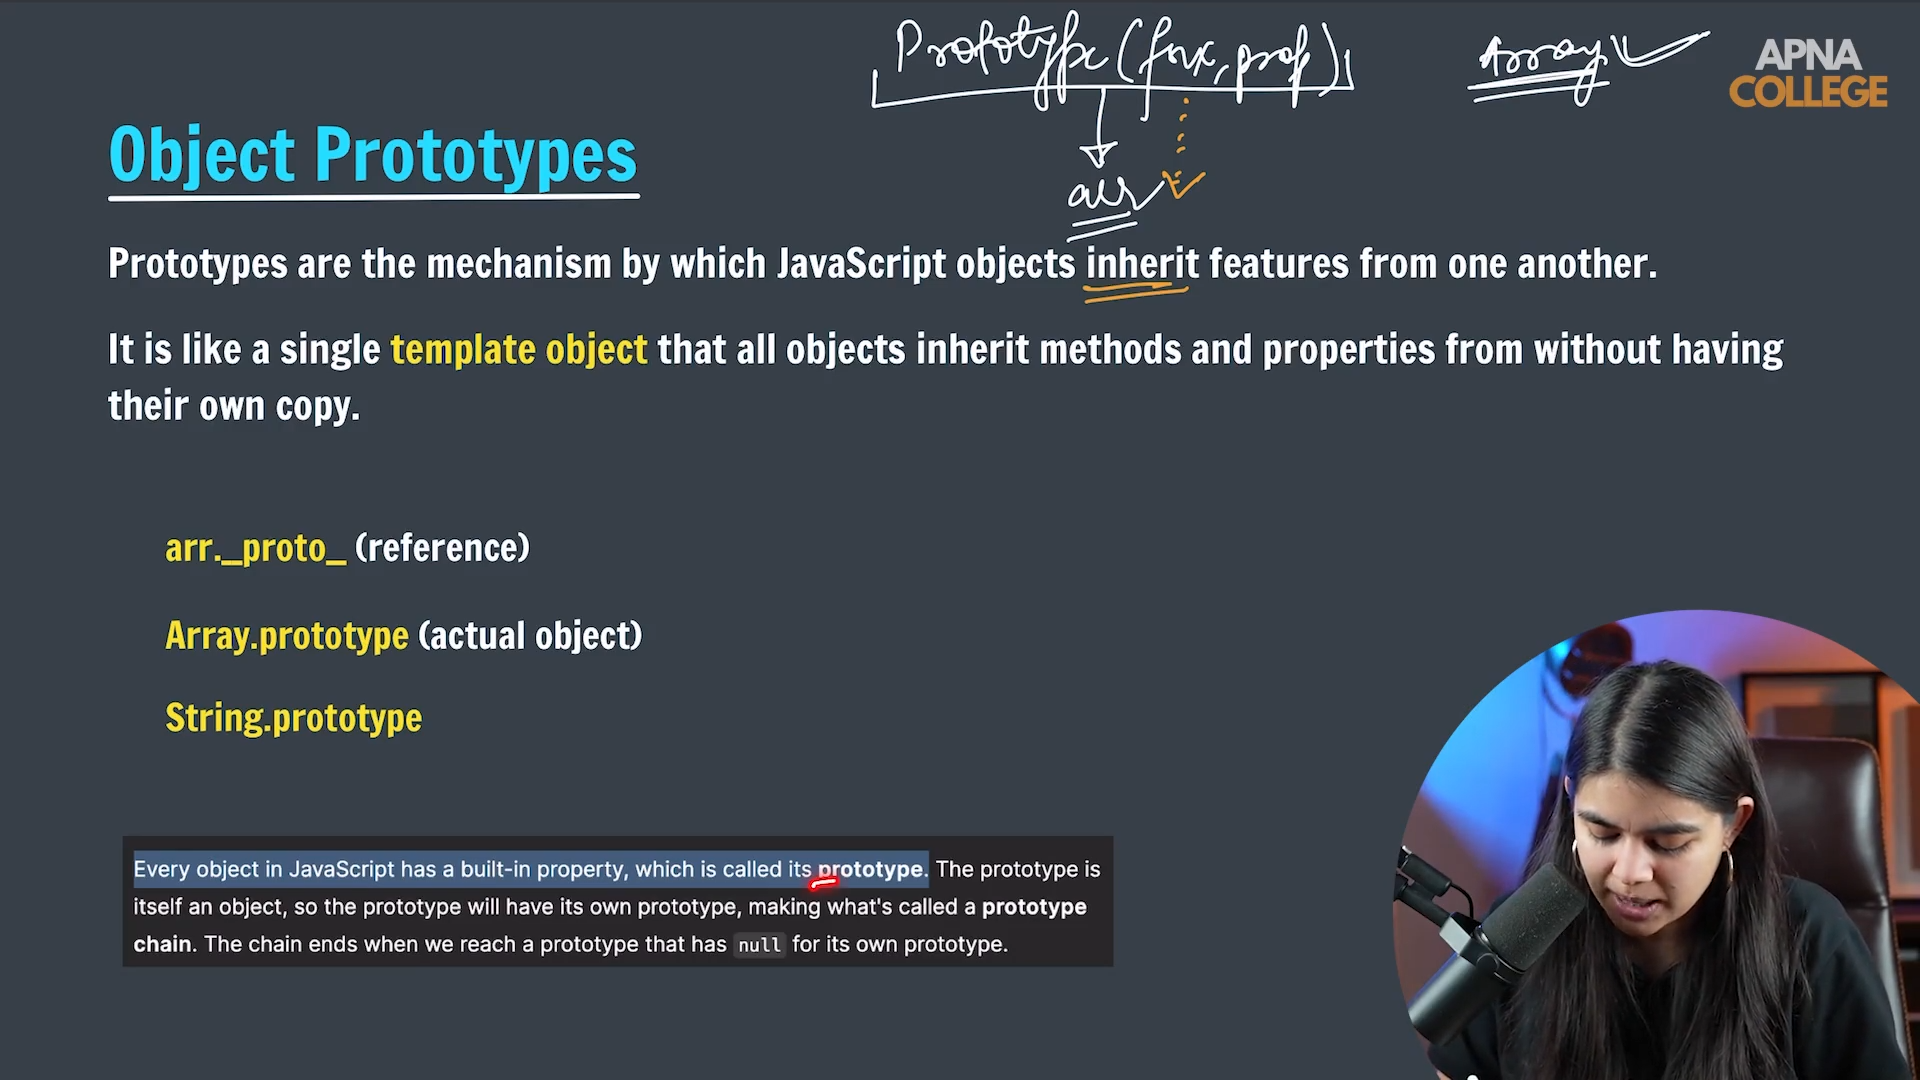 Prototype (fnx, prop)
Array
APNA
COLLEGE
Object Prototypes
arr
Prototypes are the mechanism by which JavaScript objects inherit features from one another.
It is like a single template object that all objects inherit methods and properties from without having
their own copy.
arr.__proto_ (reference)
Array.prototype (actual object)
String.prototype
Every object in JavaScript has a built-in property, which is called its prototype. The prototype is
itself an object, so the prototype will have its own prototype, making what's called a prototype
chain. The chain ends when we reach a prototype that has null for its own prototype.